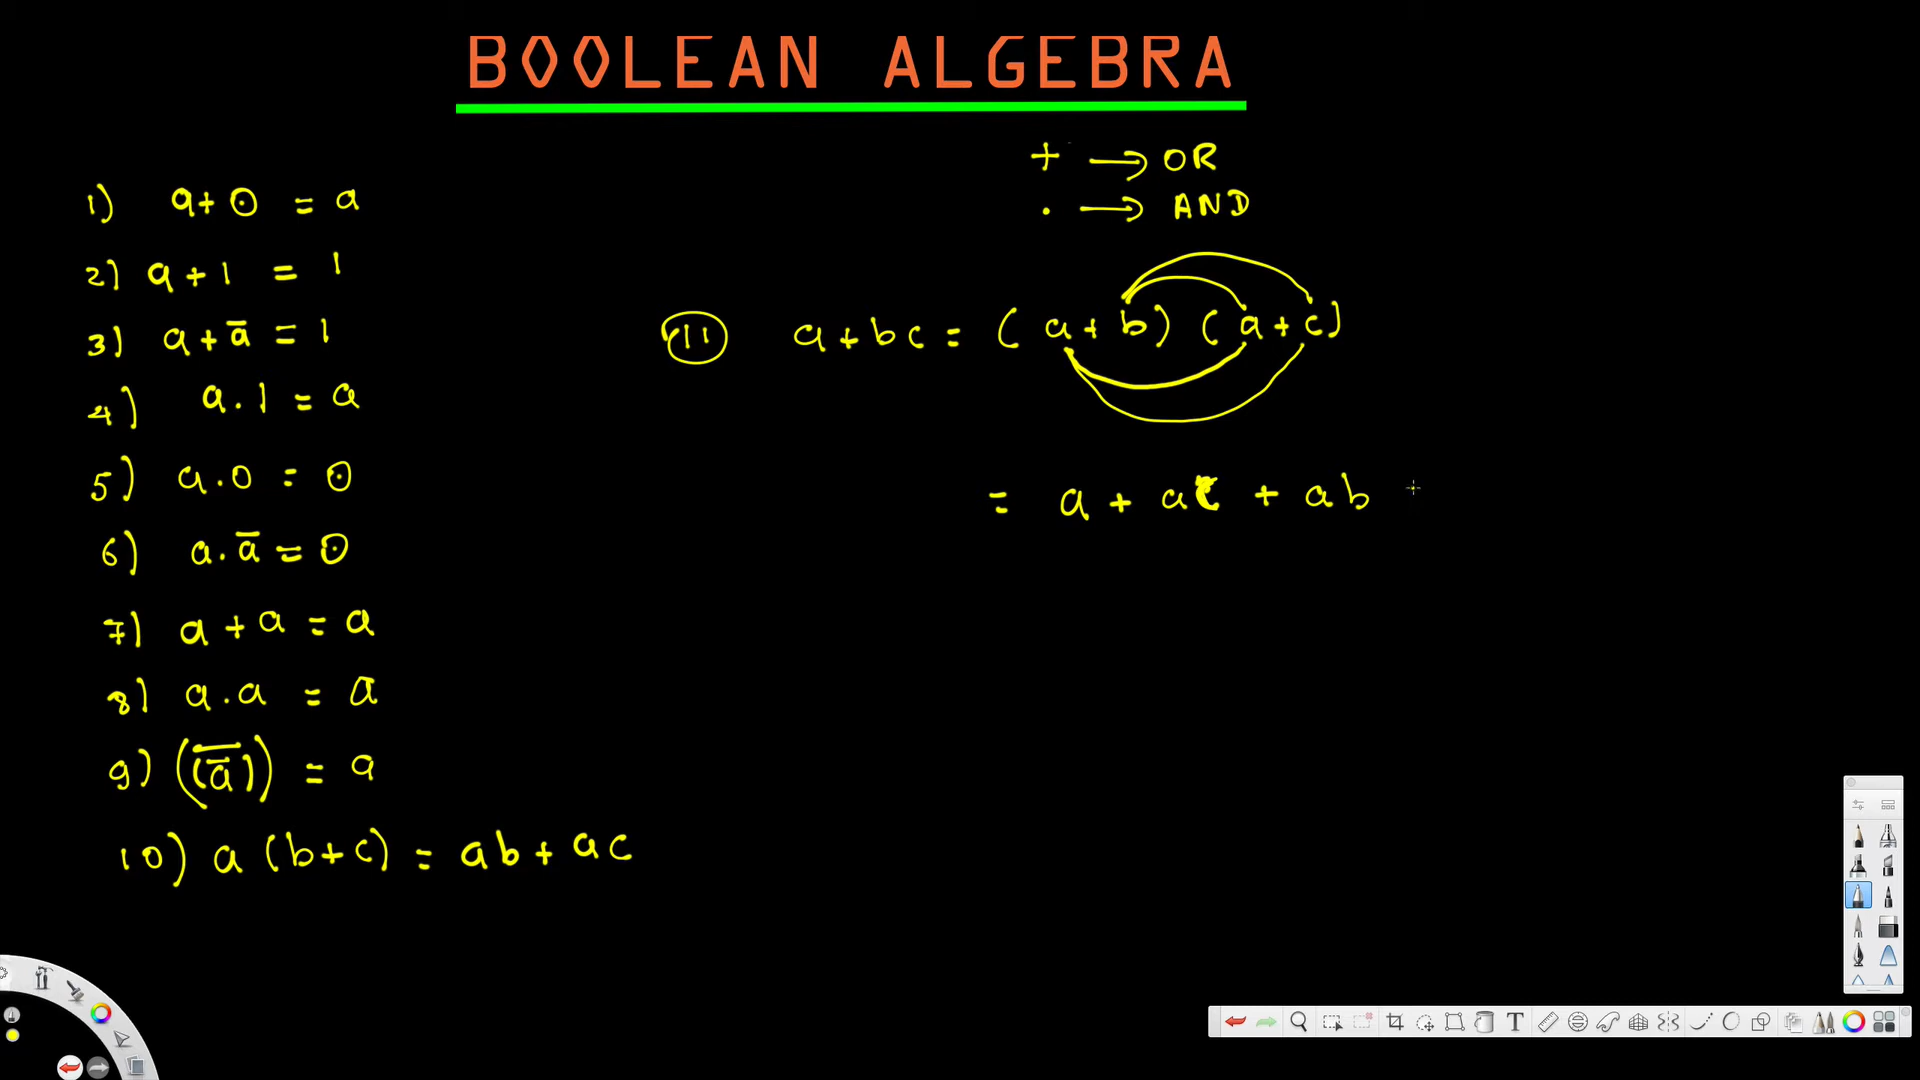 BOOLEAN ALGEBRA
+ → OR
. → AND
1) a+0 = a
2) a+1 = 1
3) a+a̅ = 1
4) a.1 = a
5) a.0 = 0
6) a.a̅ = 0
7) a+a = a
8) a.a = a
9) (\overline{(a̅)}) = a
10) a(b+c) = ab+ac
11 a+bc = (a+b)(a+c)
= a + ac + ab